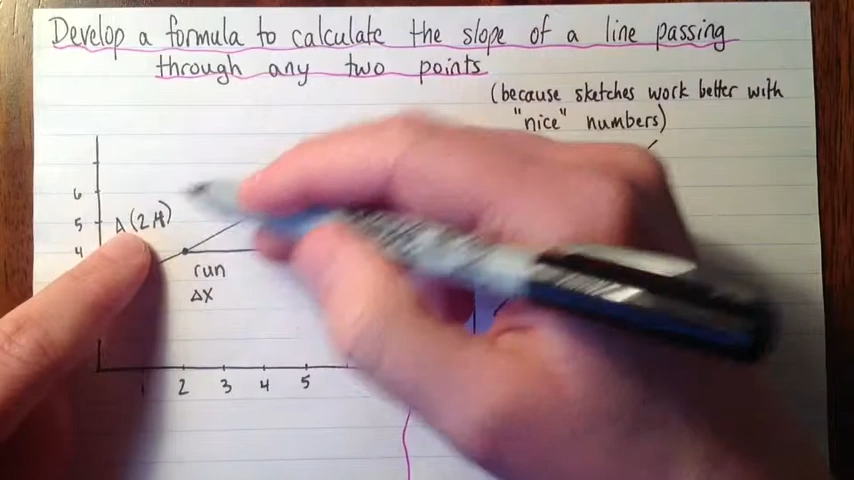 Develop a formula to calculate the slope of a line passing
through any two points
(because sketches work better with
"nice" numbers)
6
5
A (2,4)
4
run
Δx
1 2 3 4 5